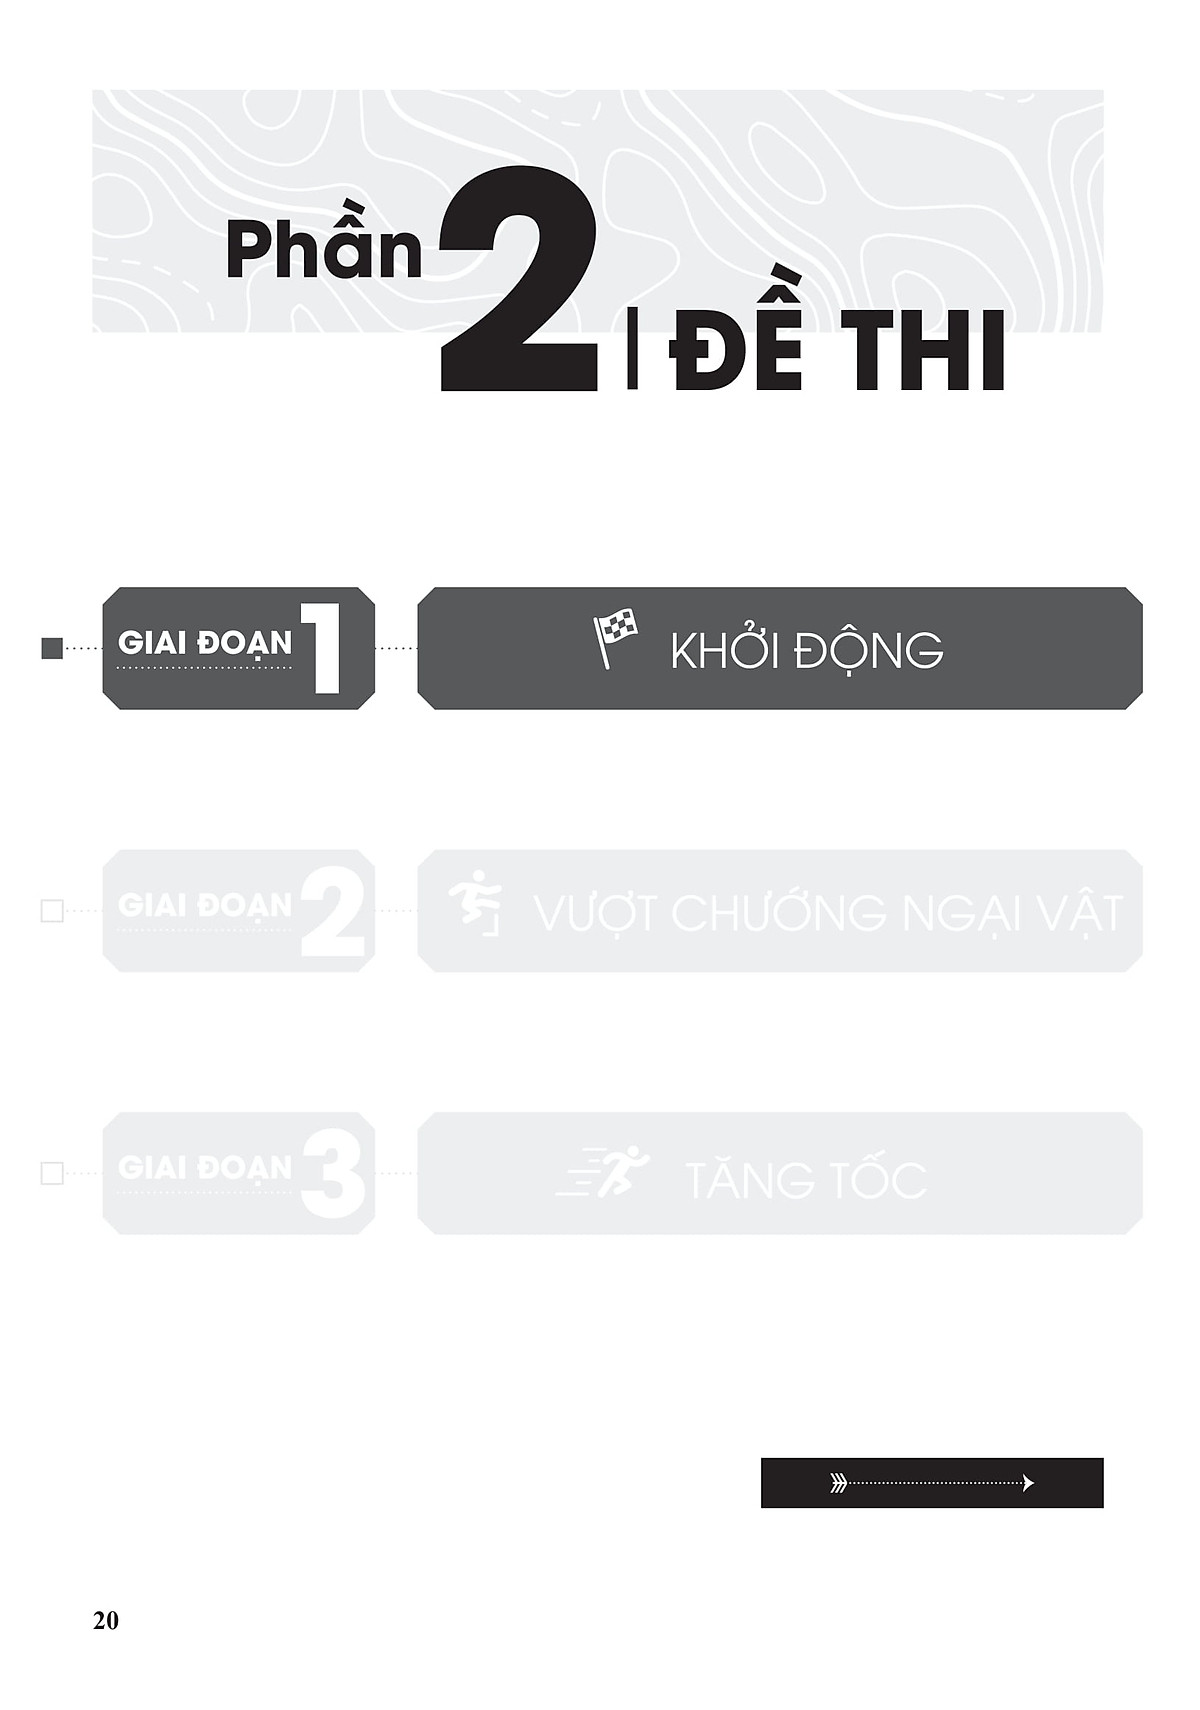 Phần 2 | ĐỀ THI
GIAI ĐOẠN 1 KHỞI ĐỘNG
GIAI ĐOẠN 2 VƯỢT CHƯỚNG NGẠI VẬT
GIAI ĐOẠN 3 TĂNG TỐC
20